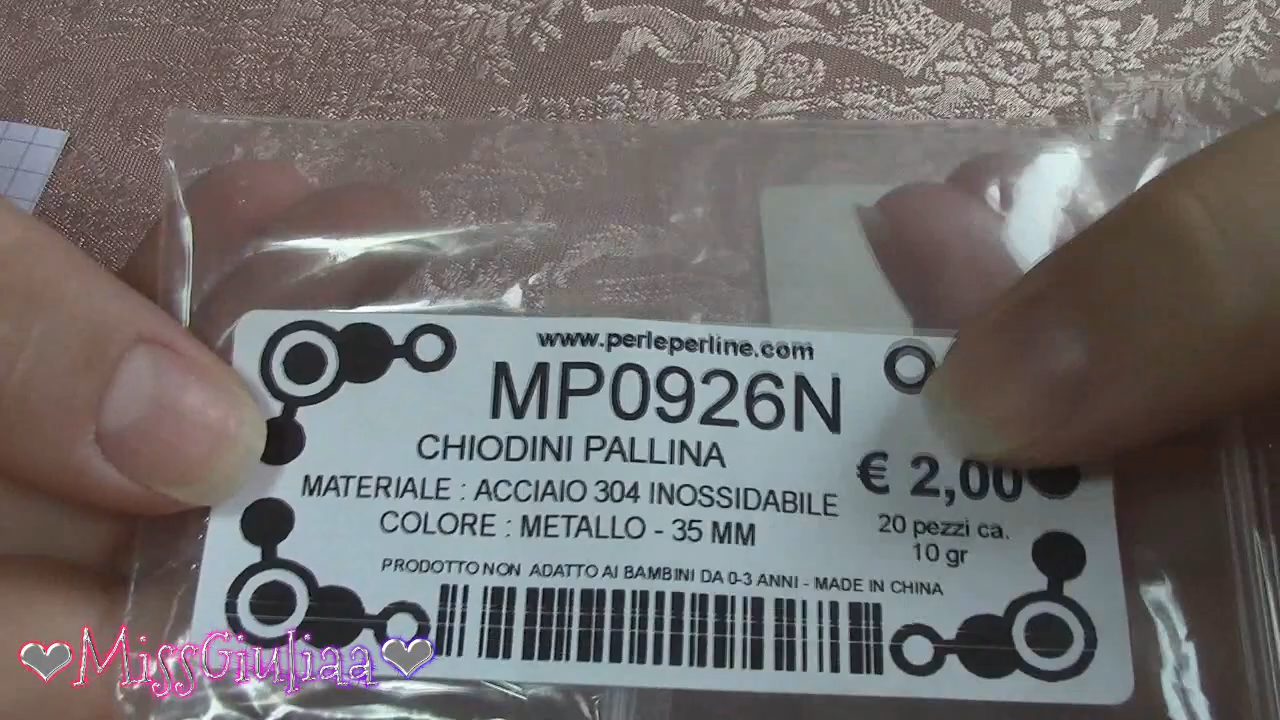 www.perleperline.com
MP0926N
CHIODINI PALLINA
€ 2,00
MATERIALE : ACCIAIO 304 INOSSIDABILE
COLORE : METALLO - 35 MM
20 pezzi ca.
10 gr
PRODOTTO NON ADATTO AI BAMBINI DA 0-3 ANNI - MADE IN CHINA
MissGiuliaa